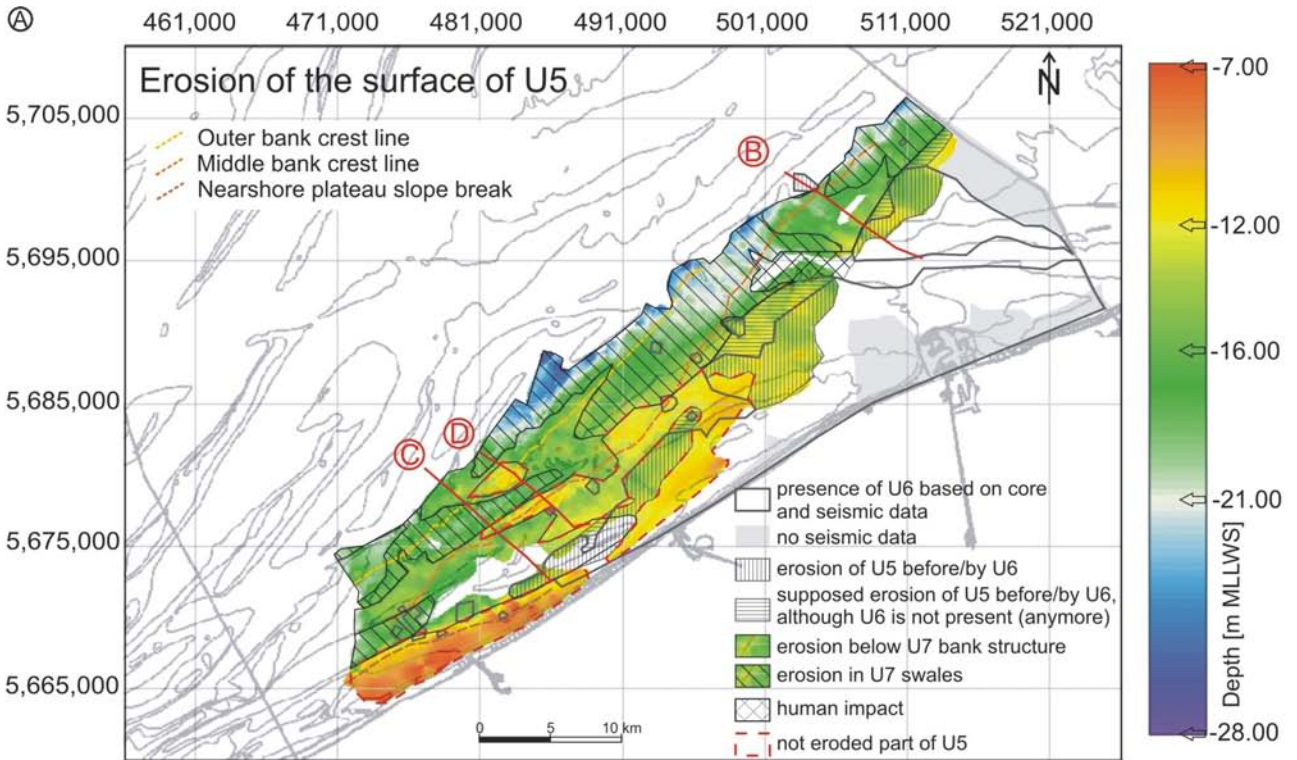 A
461,000 471,000 481,000 491,000 501,000 511,000 521,000
Erosion of the surface of U5
N
-7.00
5,705,000
Outer bank crest line
Middle bank crest line
Nearshore plateau slope break
B
-12.00
5,695,000
-16.00
5,685,000
D
C
presence of U6 based on core
and seismic data
-21.00
no seismic data
5,675,000
erosion of U5 before/by U6
supposed erosion of U5 before/by U6,
although U6 is not present (anymore)
erosion below U7 bank structure
erosion in U7 swales
5,665,000
human impact
0 5 10 km
not eroded part of U5
-28.00
Depth [m MLLWS]